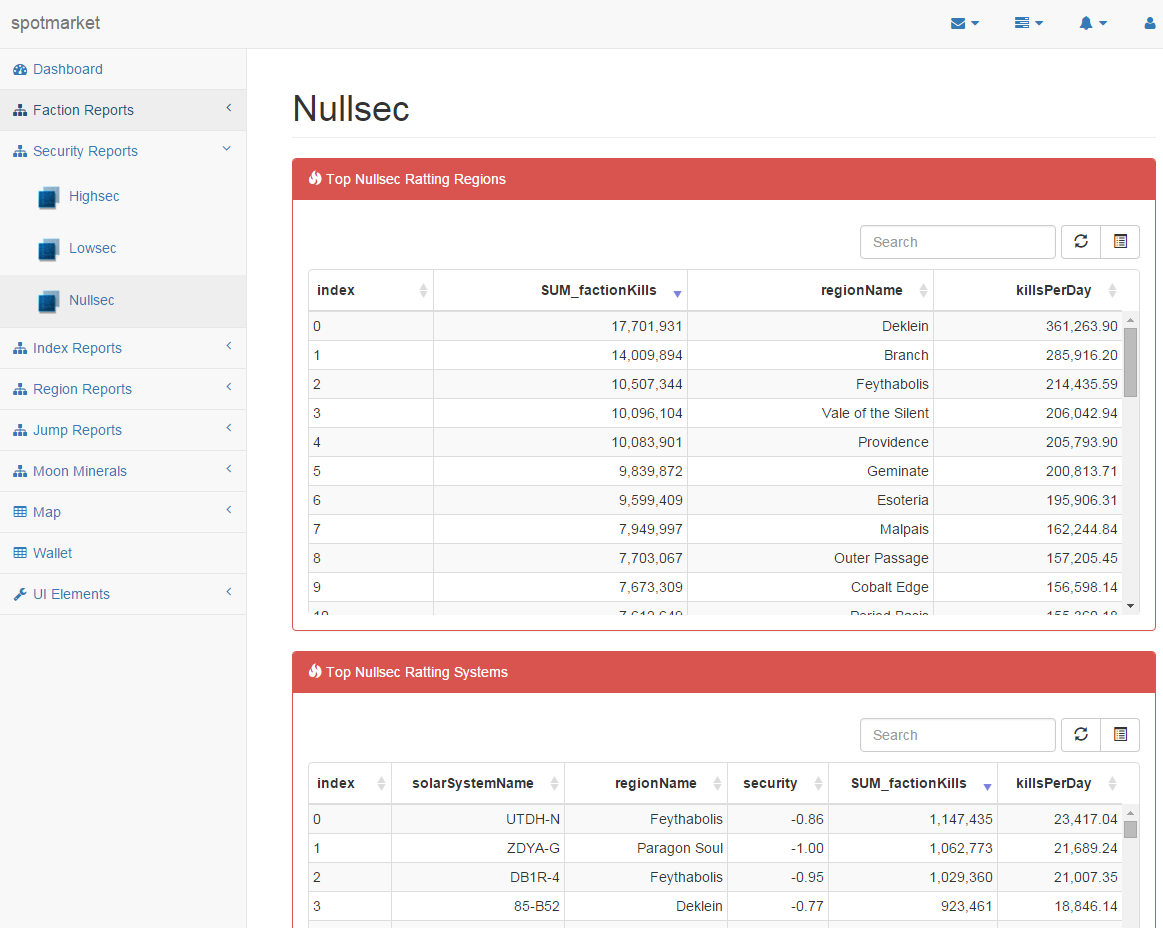 spotmarket
Dashboard
Faction Reports
Security Reports
Highsec
Lowsec
Nullsec
Index Reports
Region Reports
Jump Reports
Moon Minerals
Map
Wallet
UI Elements
Nullsec
Top Nullsec Ratting Regions
Search
index SUM_factionKills regionName killsPerDay
0 17,701,931 Deklein 361,263.90
1 14,009,894 Branch 285,916.20
2 10,507,344 Feythabolis 214,435.59
3 10,096,104 Vale of the Silent 206,042.94
4 10,083,901 Providence 205,793.90
5 9,839,872 Geminate 200,813.71
6 9,599,409 Esoteria 195,906.31
7 7,949,997 Malpais 162,244.84
8 7,703,067 Outer Passage 157,205.45
9 7,673,309 Cobalt Edge 156,598.14
10 7,612,649 Period Basis 155,360.18
Top Nullsec Ratting Systems
Search
index solarSystemName regionName security SUM_factionKills killsPerDay
0 UTDH-N Feythabolis -0.86 1,147,435 23,417.04
1 ZDYA-G Paragon Soul -1.00 1,062,773 21,689.24
2 DB1R-4 Feythabolis -0.95 1,029,360 21,007.35
3 85-B52 Deklein -0.77 923,461 18,846.14